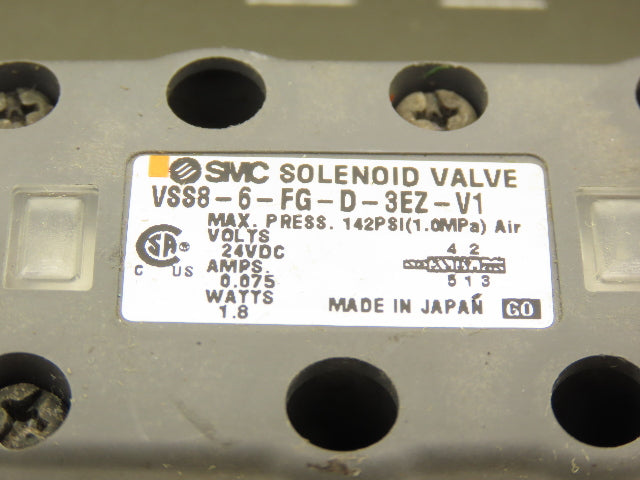 SMC SOLENOID VALVE
VSS8-6-FG-D-3EZ-V1
MAX. PRESS. 142PSI(1.0MPa) Air
VOLTS
24VDC
AMPS.
0.075
WATTS
1.8
SA
C US
4 2
5 1 3
MADE IN JAPAN GO